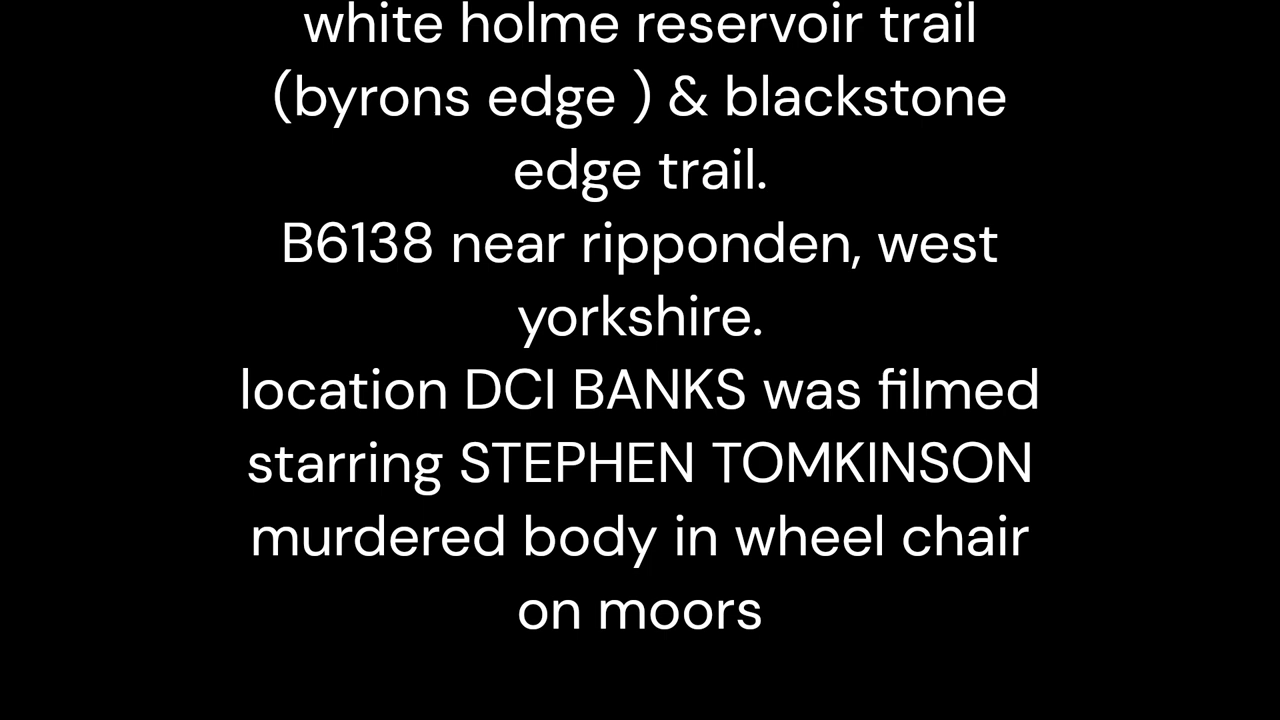 white holme reservoir trail
(byrons edge ) & blackstone
edge trail.
B6138 near ripponden, west
yorkshire.
location DCI BANKS was filmed
starring STEPHEN TOMKINSON
murdered body in wheel chair
on moors